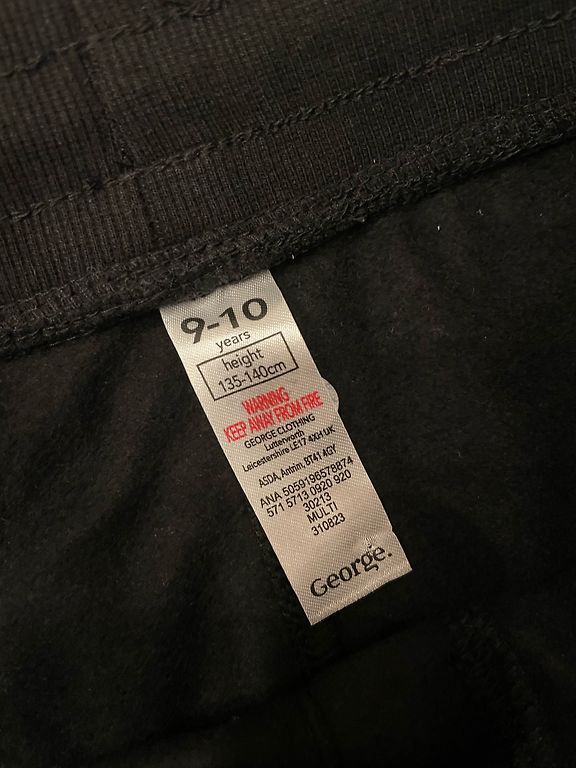 9-10
years
height
135-140cm
WARNING
KEEP AWAY FROM FIRE
GEORGE CLOTHING
Lutterworth
Leicestershire LE17 4XH UK
ASDA, Antrim, BT41 4GY
ANA 5059196578874
571 5713 0920 920
30213
MULTI
310823
George.